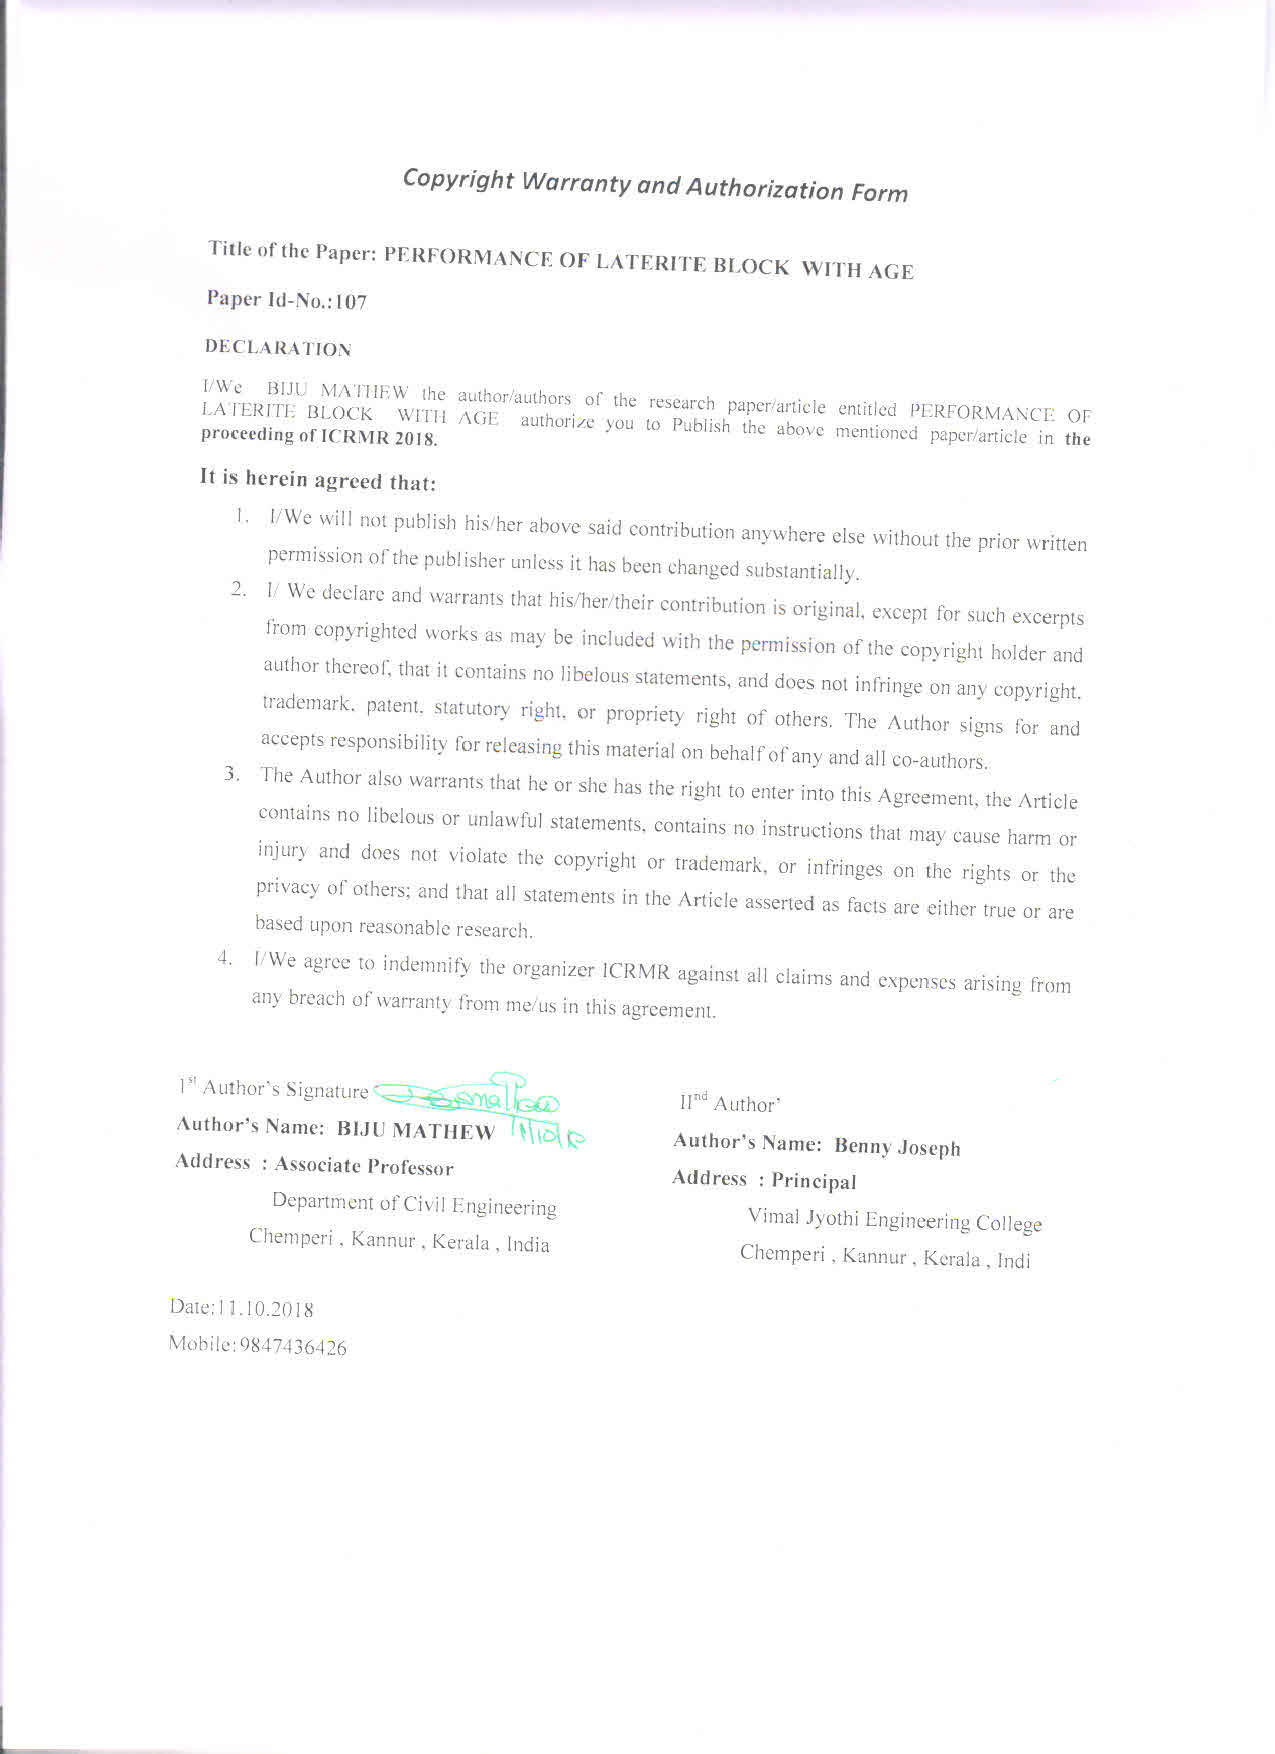 Copyright Warranty and Authorization Form
Title of the Paper: PERFORMANCE OF LATERITE BLOCK WITH AGE
Paper Id-No.:107
DECLARATION
I/We BIJU MATHEW the author/authors of the research paper/article entitled PERFORMANCE OF
LATERITE BLOCK WITH AGE authorize you to Publish the above mentioned paper/article in the
proceeding of ICRMR 2018.
It is herein agreed that:
1. I/We will not publish his/her above said contribution anywhere else without the prior written
permission of the publisher unless it has been changed substantially.
2. I/ We declare and warrants that his/her/their contribution is original, except for such excerpts
from copyrighted works as may be included with the permission of the copyright holder and
author thereof, that it contains no libelous statements, and does not infringe on any copyright,
trademark, patent, statutory right, or propriety right of others. The Author signs for and
accepts responsibility for releasing this material on behalf of any and all co-authors.
3. The Author also warrants that he or she has the right to enter into this Agreement, the Article
contains no libelous or unlawful statements, contains no instructions that may cause harm or
injury and does not violate the copyright or trademark, or infringes on the rights or the
privacy of others; and that all statements in the Article asserted as facts are either true or are
based upon reasonable research.
4. I/We agree to indemnify the organizer ICRMR against all claims and expenses arising from
any breach of warranty from me/us in this agreement.
1st Author's Signature
Author's Name: BIJU MATHEW
Address : Associate Professor
Department of Civil Engineering
Chemperi , Kannur , Kerala , India
IInd Author'
Author's Name: Benny Joseph
Address : Principal
Vimal Jyothi Engineering College
Chemperi , Kannur , Kerala , Indi
Date:11.10.2018
Mobile:9847436426